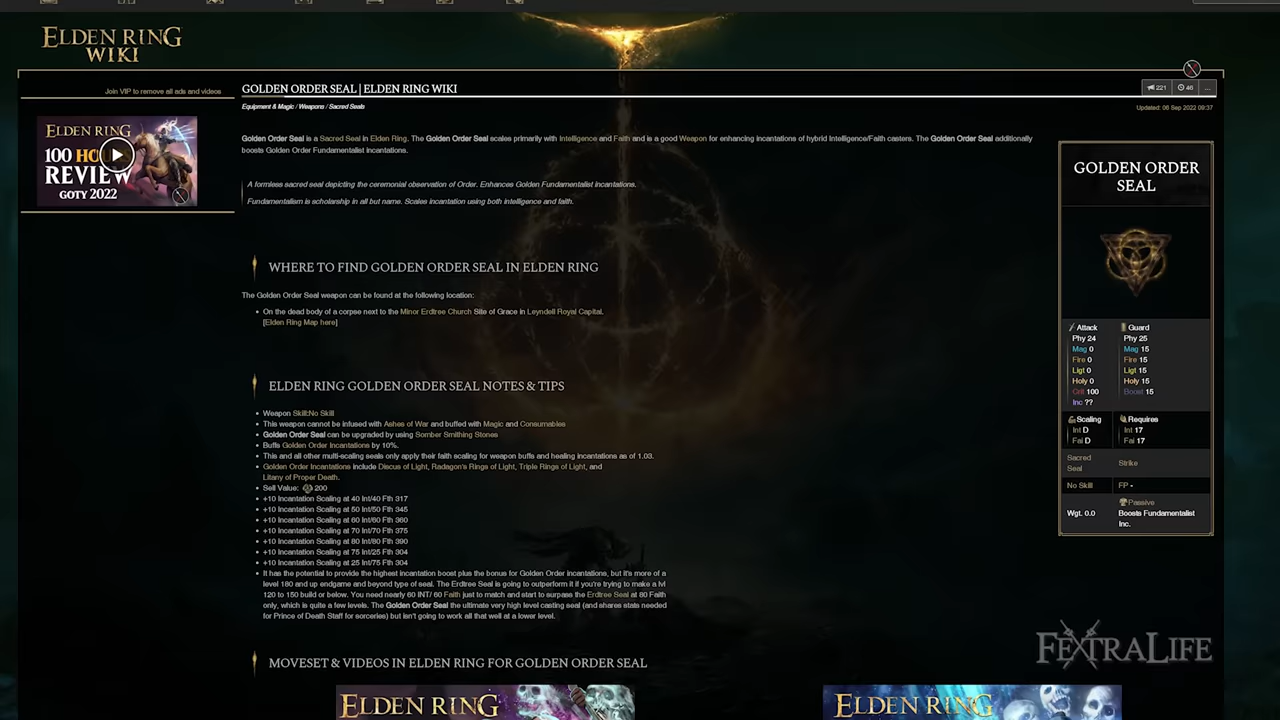 ELDEN RING
WIKI
Join VIP to remove all ads and videos
ELDEN RING
100 HO
REVIEW
GOTY 2022
GOLDEN ORDER SEAL | ELDEN RING WIKI
221
46
...
Equipment & Magic / Weapons / Sacred Seals
Updated: 06 Sep 2022 09:37
Golden Order Seal is a Sacred Seal in Elden Ring. The Golden Order Seal scales primarily with Intelligence and Faith and is a good Weapon for enhancing incantations of hybrid Intelligence/Faith casters. The Golden Order Seal additionally
boosts Golden Order Fundamentalist incantations.
A formless sacred seal depicting the ceremonial observation of Order. Enhances Golden Fundamentalist incantations.
Fundamentalism is scholarship in all but name. Scales incantation using both intelligence and faith.
WHERE TO FIND GOLDEN ORDER SEAL IN ELDEN RING
The Golden Order Seal weapon can be found at the following location:
On the dead body of a corpse next to the Minor Erdtree Church Site of Grace in Leyndell Royal Capital.
[Elden Ring Map here]
ELDEN RING GOLDEN ORDER SEAL NOTES & TIPS
Weapon Skill:No Skill
This weapon cannot be infused with Ashes of War and buffed with Magic and Consumables
Golden Order Seal can be upgraded by using Somber Smithing Stones
Buffs Golden Order Incantations by 10%.
This and all other multi-scaling seals only apply their faith scaling for weapon buffs and healing incantations as of 1.03.
Golden Order Incantations include Discus of Light, Radagon's Rings of Light, Triple Rings of Light, and
Litany of Proper Death.
Sell Value: 200
+10 Incantation Scaling at 40 Int/40 Fth 317
+10 Incantation Scaling at 50 Int/50 Fth 345
+10 Incantation Scaling at 60 Int/60 Fth 360
+10 Incantation Scaling at 70 Int/70 Fth 375
+10 Incantation Scaling at 80 Int/80 Fth 390
+10 Incantation Scaling at 75 Int/25 Fth 304
+10 Incantation Scaling at 25 Int/75 Fth 304
It has the potential to provide the highest incantation boost plus the bonus for Golden Order incantations, but it's more of a
level 180 and up endgame and beyond type of seal. The Erdtree Seal is going to outperform it if you're trying to make a lvl
120 to 150 build or below. You need nearly 60 INT/ 60 Faith just to match and start to surpass the Erdtree Seal at 80 Faith
only, which is quite a few levels. The Golden Order Seal the ultimate very high level casting seal (and shares stats needed
for Prince of Death Staff for sorceries) but isn't going to work all that well at a lower level.
MOVESET & VIDEOS IN ELDEN RING FOR GOLDEN ORDER SEAL
ELDEN RING
ELDEN RING
GOLDEN ORDER
SEAL
Attack Guard
Phy 24 Phy 25
Mag 0 Mag 15
Fire 0 Fire 15
Ligt 0 Ligt 15
Holy 0 Holy 15
Crit 100 Boost 15
Inc ??
Scaling Requires
Int D Int 17
Fai D Fai 17
Sacred
Seal
Strike
No Skill FP -
Wgt. 0.0
Passive
Boosts Fundamentalist
Inc.
FEXTRALIFE